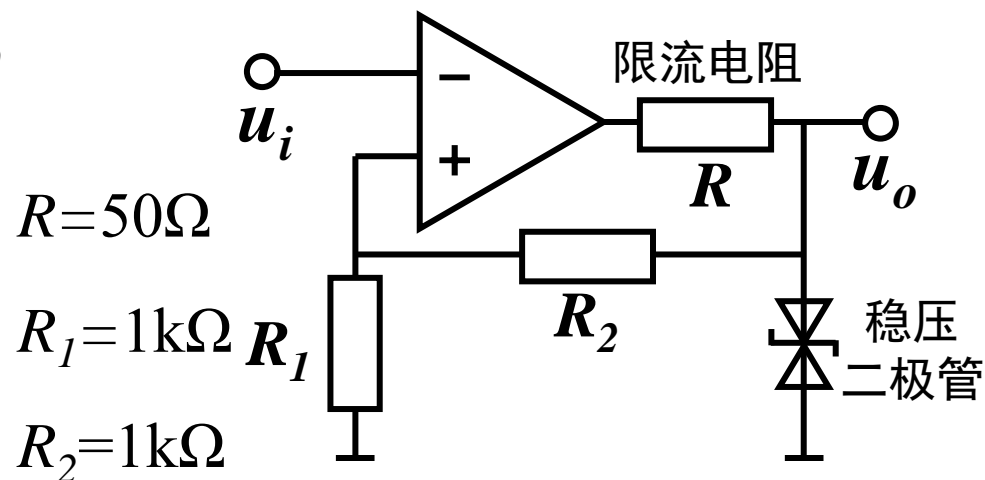 限流电阻
−
u_i
+
R
u_o
R=50Ω
R_2
R_1=1kΩ
R_1
稳压
二极管
R_2=1kΩ